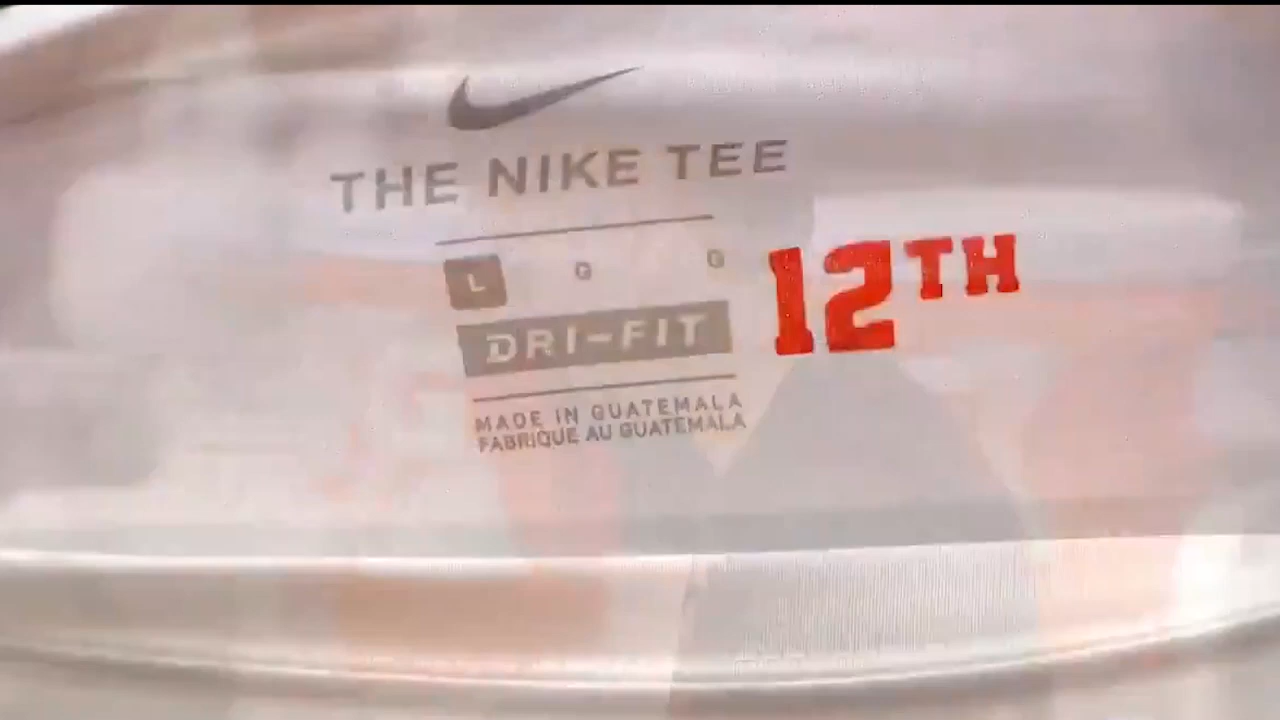 THE NIKE TEE
L G G
12TH
DRI-FIT
MADE IN GUATEMALA
FABRIQUE AU GUATEMALA